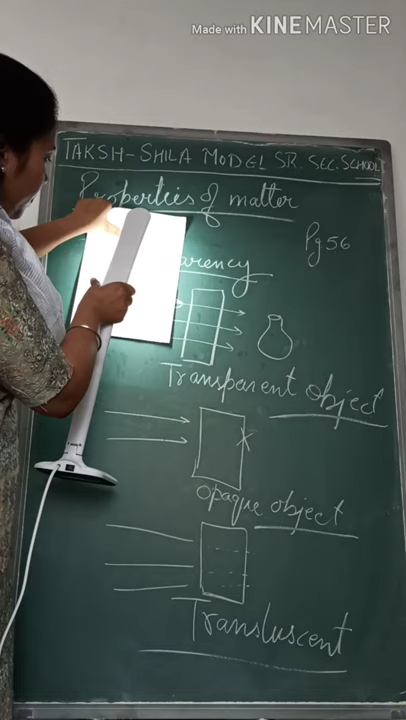 Made with KINEMASTER
TAKSH-SHILA MODEL SR. SEC. SCHOOL
Properties of matter
Pg 56
arency
Transparent object
opaque object
Transluscent